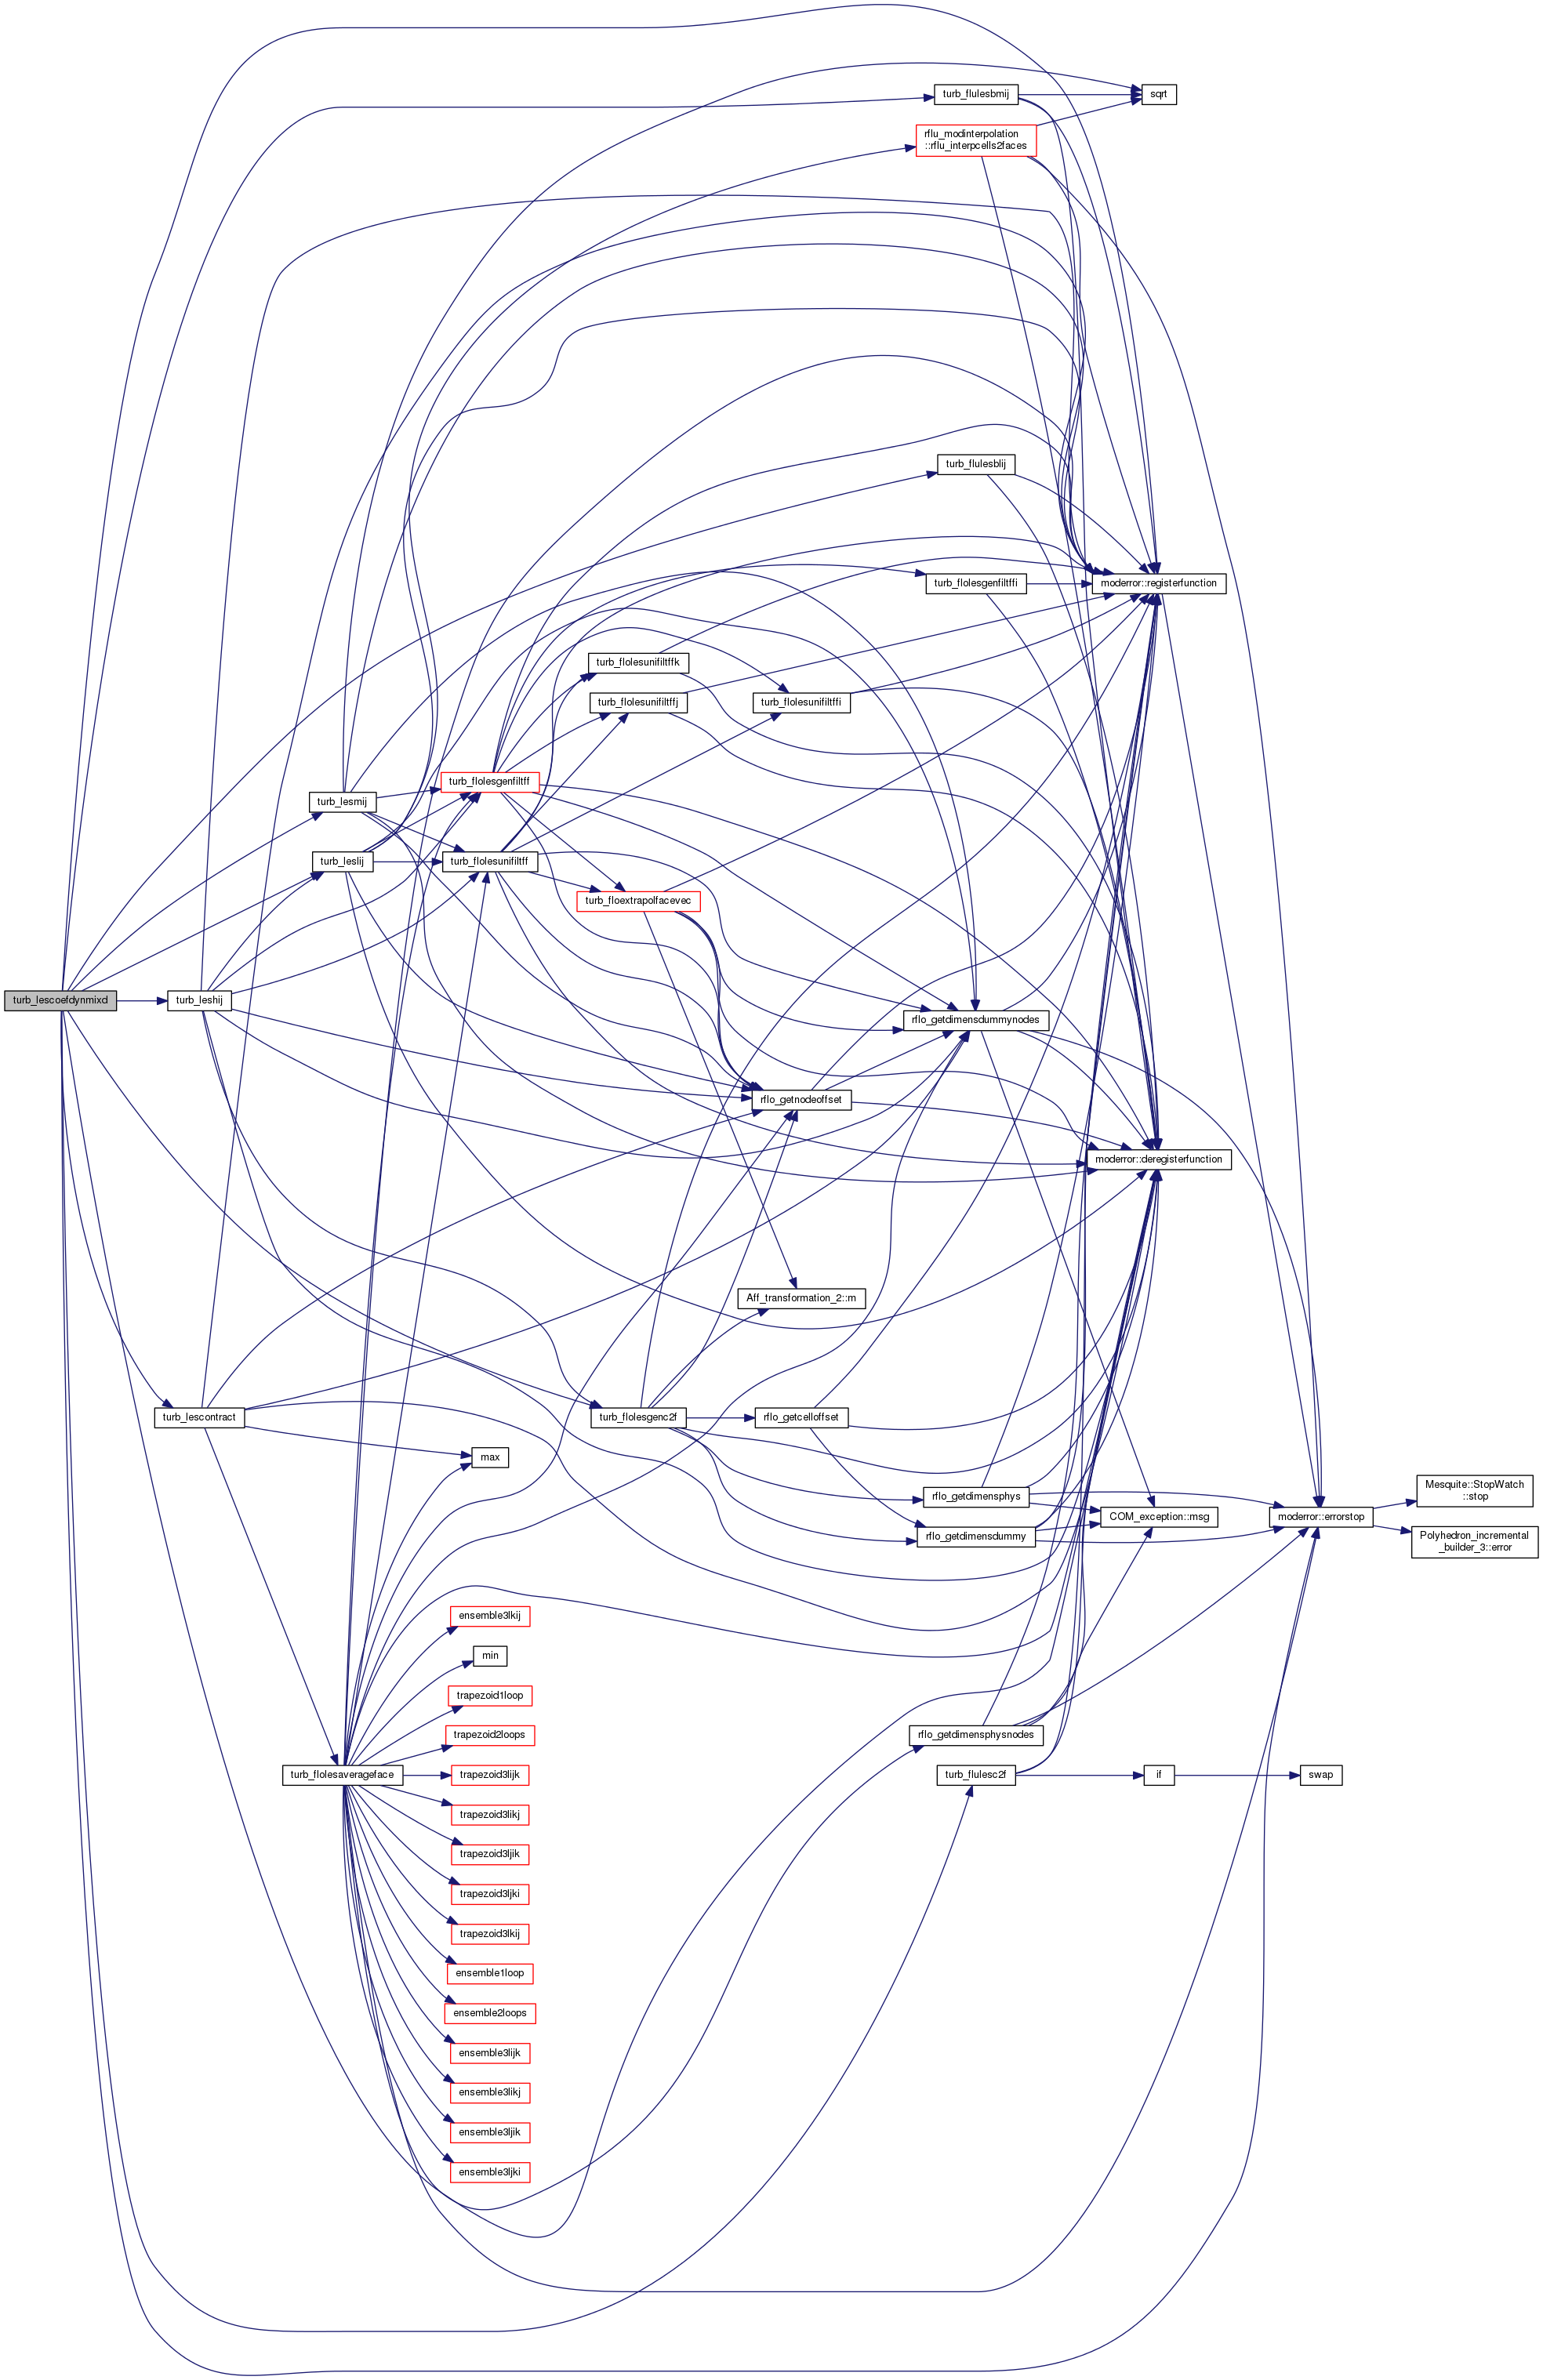 turb_flulesbmij
sqrt
rflu_modinterpolation
::rflu_interpcells2faces
turb_flulesblij
turb_flolesgenfiltffi
moderror::registerfunction
turb_flolesunifiltffk
turb_flolesunifiltffj
turb_flolesunifiltffi
turb_flolesgenfiltff
turb_lesmij
turb_leslij
turb_flolesunifiltff
turb_floextrapolfacevec
turb_lescoefdynmixd
turb_leshij
rflo_getdimensdummynodes
rflo_getnodeoffset
moderror::deregisterfunction
Aff_transformation_2::m
turb_lescontract
turb_flolesgenc2f
rflo_getcelloffset
max
rflo_getdimensphys
Mesquite::StopWatch
::stop
COM_exception::msg
moderror::errorstop
rflo_getdimensdummy
Polyhedron_incremental
_builder_3::error
ensemble3lkij
min
trapezoid1loop
trapezoid2loops
rflo_getdimensphysnodes
turb_flolesaverageface
trapezoid3lijk
turb_flulesc2f
if
swap
trapezoid3likj
trapezoid3ljik
trapezoid3ljki
trapezoid3lkij
ensemble1loop
ensemble2loops
ensemble3lijk
ensemble3likj
ensemble3ljik
ensemble3ljki